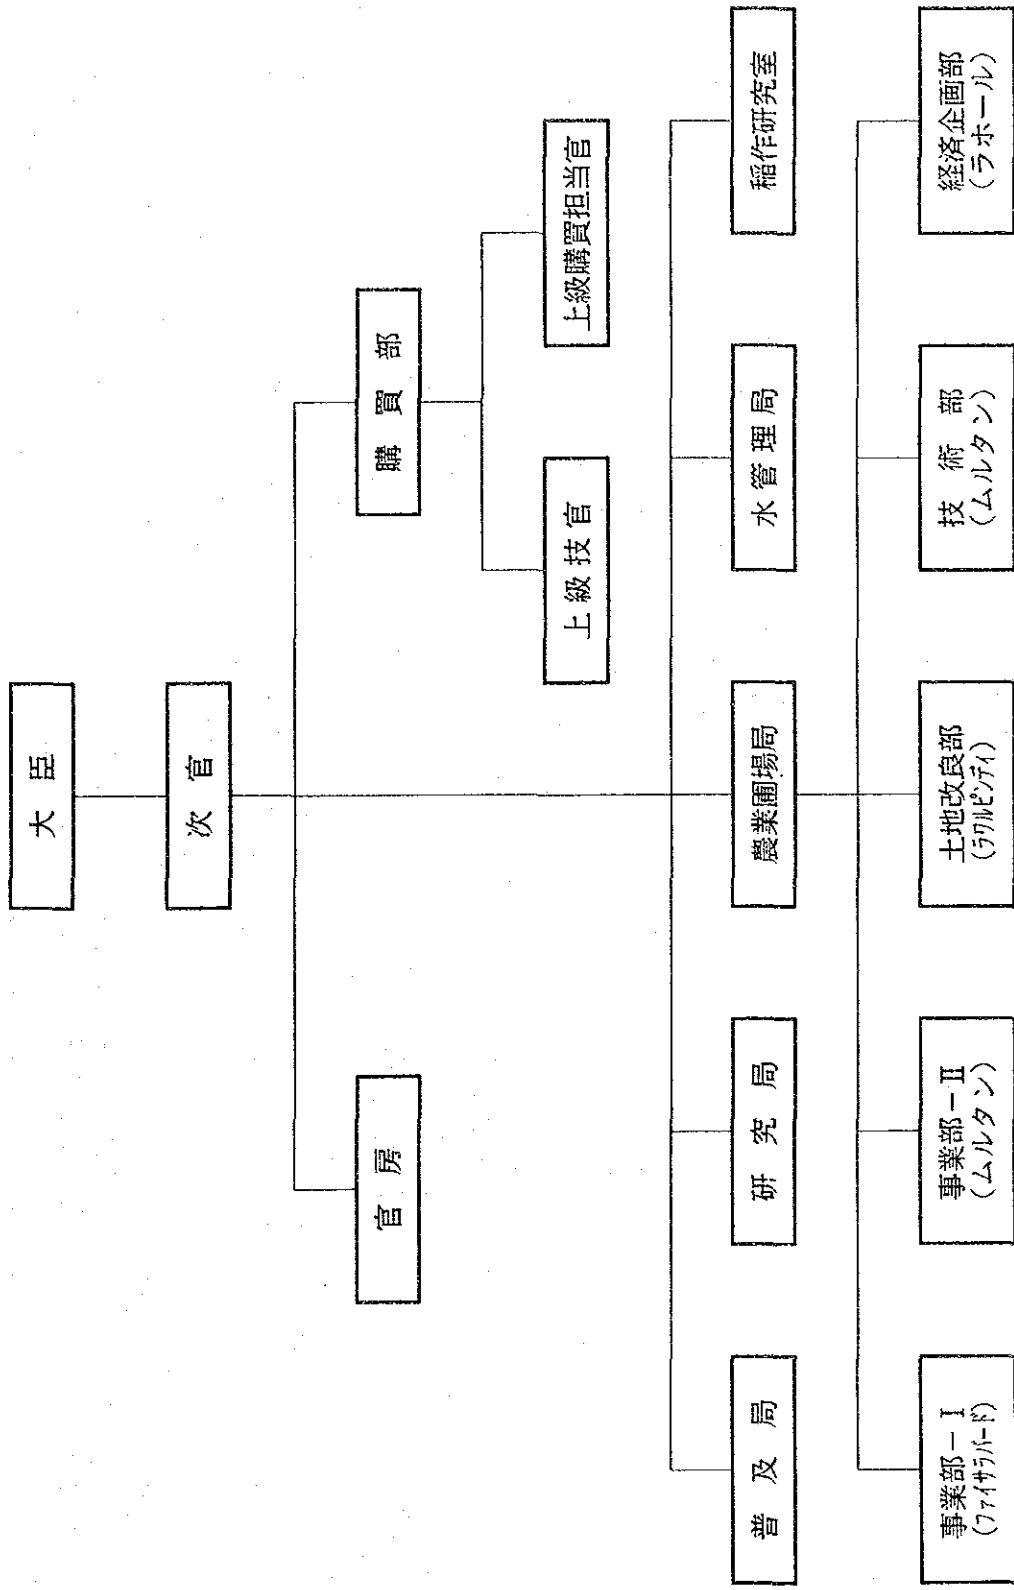 大臣
次官
官房
購買部
上級技官
上級購買担当官
普及局
研究局
農業圃場局
水管理局
稲作研究室
事業部－Ⅰ
(ファイサラバード)
事業部－Ⅱ
(ムルタン)
土地改良部
(ラワルピンディ)
技術部
(ムルタン)
経済企画部
(ラホール)